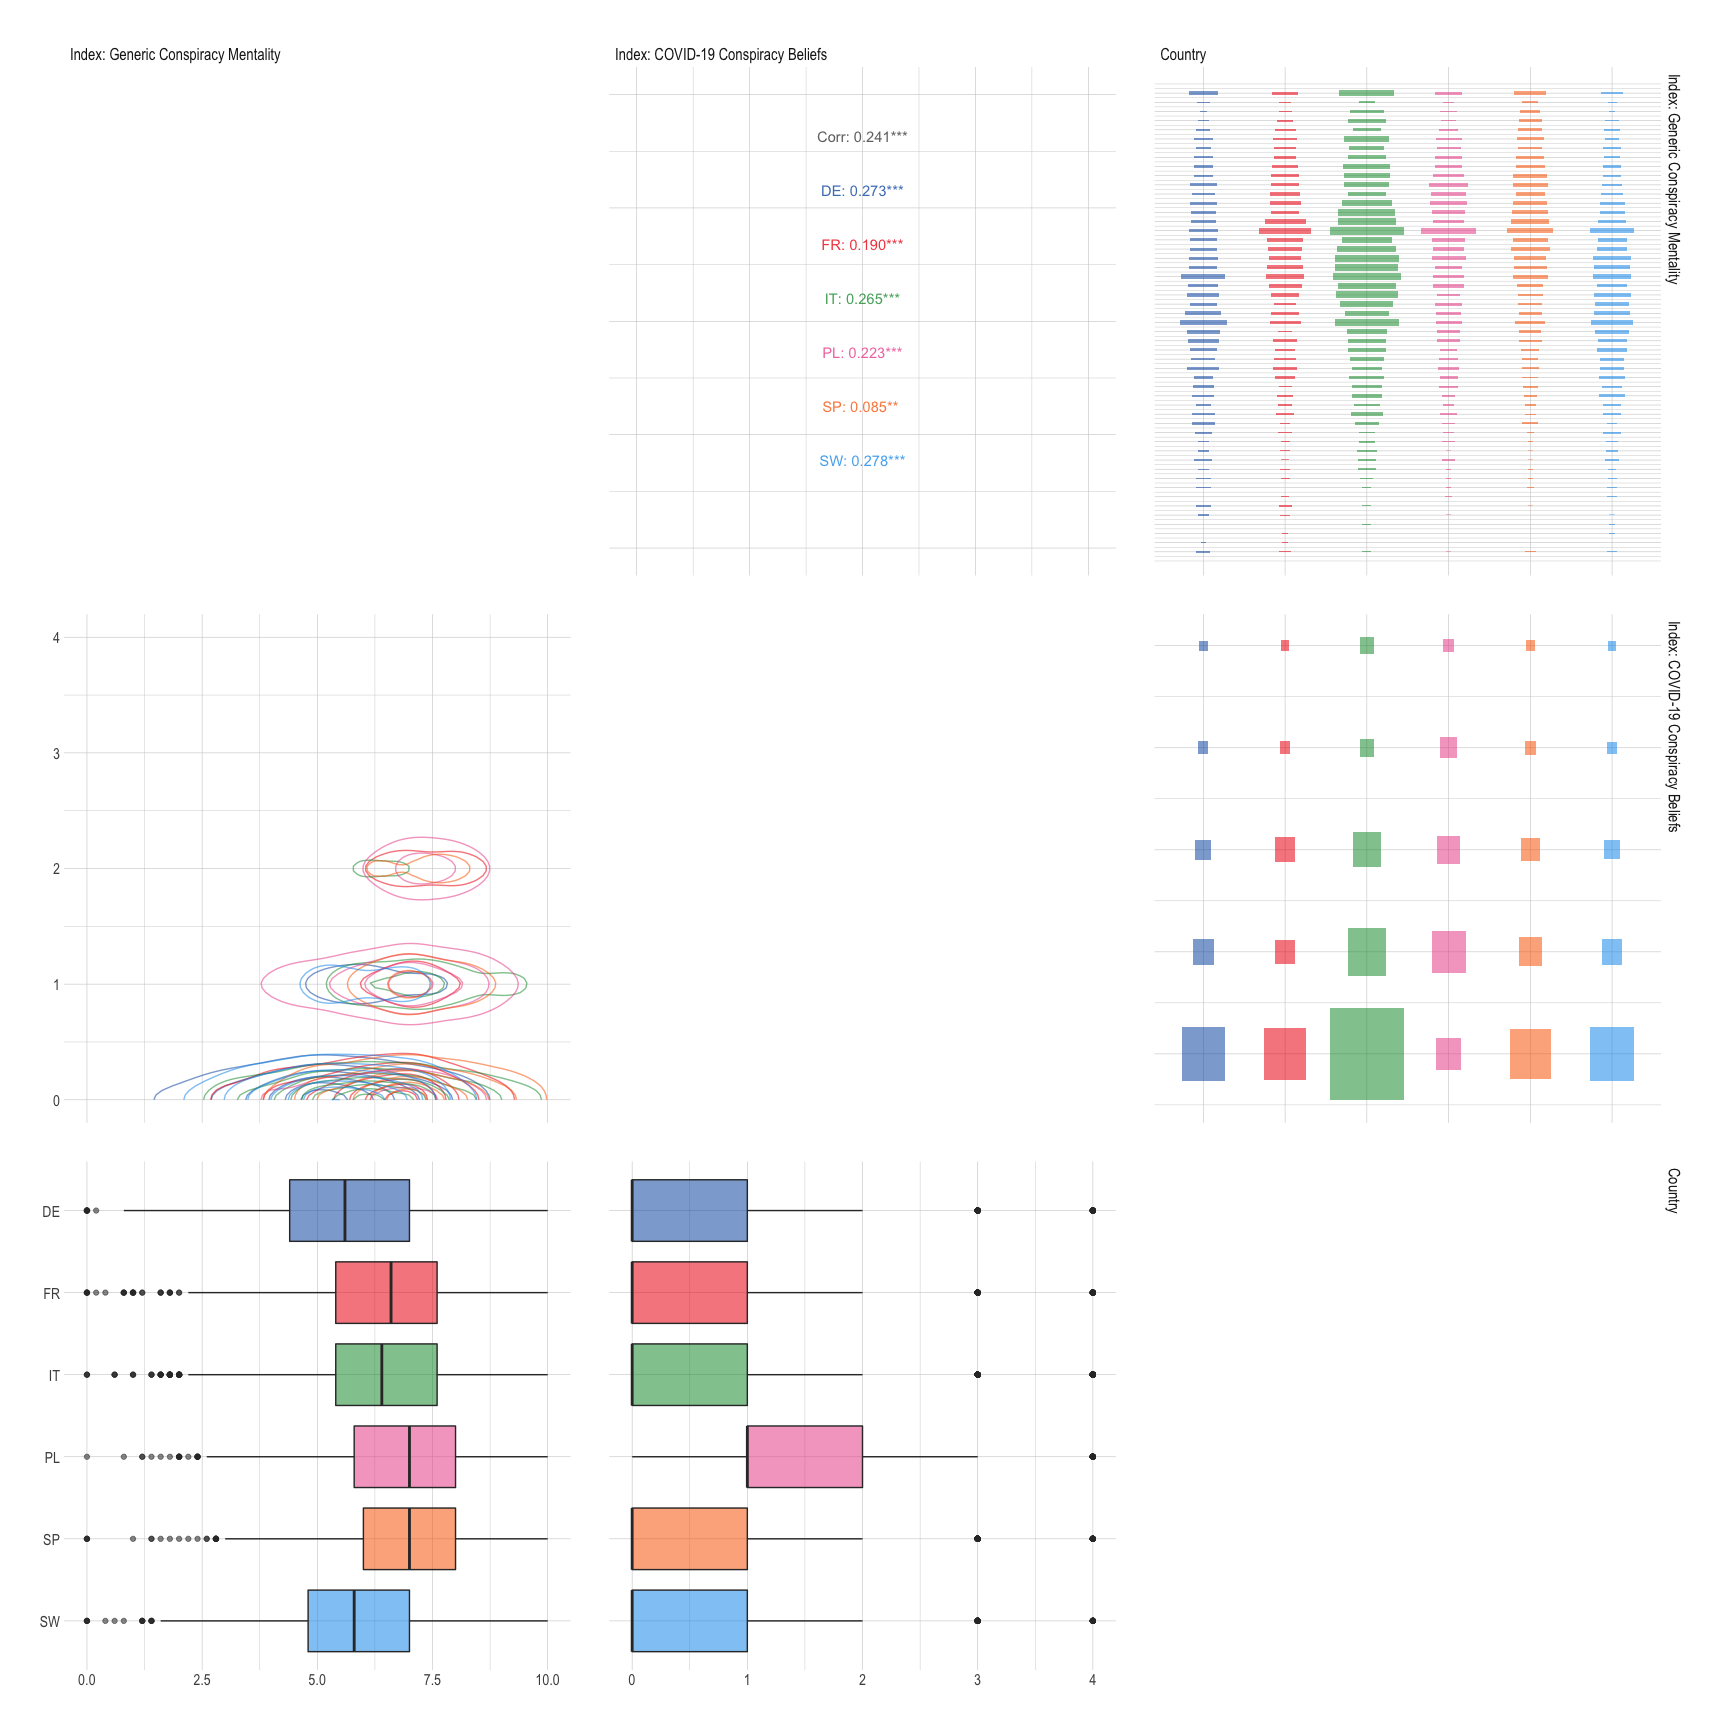 Index: Generic Conspiracy Mentality
Index: COVID-19 Conspiracy Beliefs
Country
Index: Generic Conspiracy Mentality
Corr: 0.241***
DE: 0.273***
FR: 0.190***
IT: 0.265***
PL: 0.223***
SP: 0.085**
SW: 0.278***
4
3
2
1
0
Index: COVID-19 Conspiracy Beliefs
DE
FR
IT
PL
SP
SW
Country
0.0 2.5 5.0 7.5 10.0
0 1 2 3 4